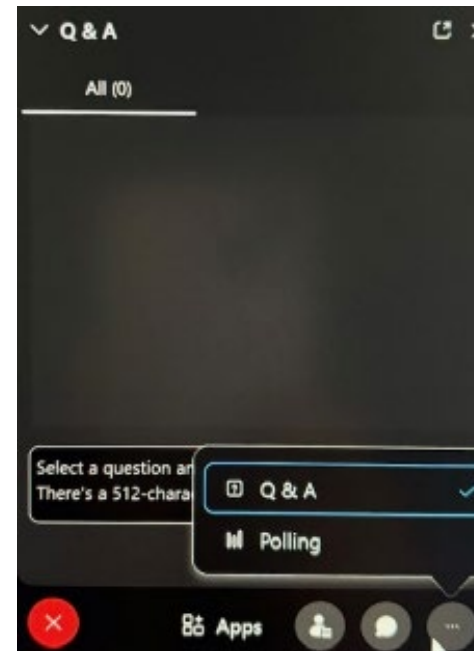 Q & A
All (0)
Select a question an
There's a 512-chara
Q & A
Polling
Apps